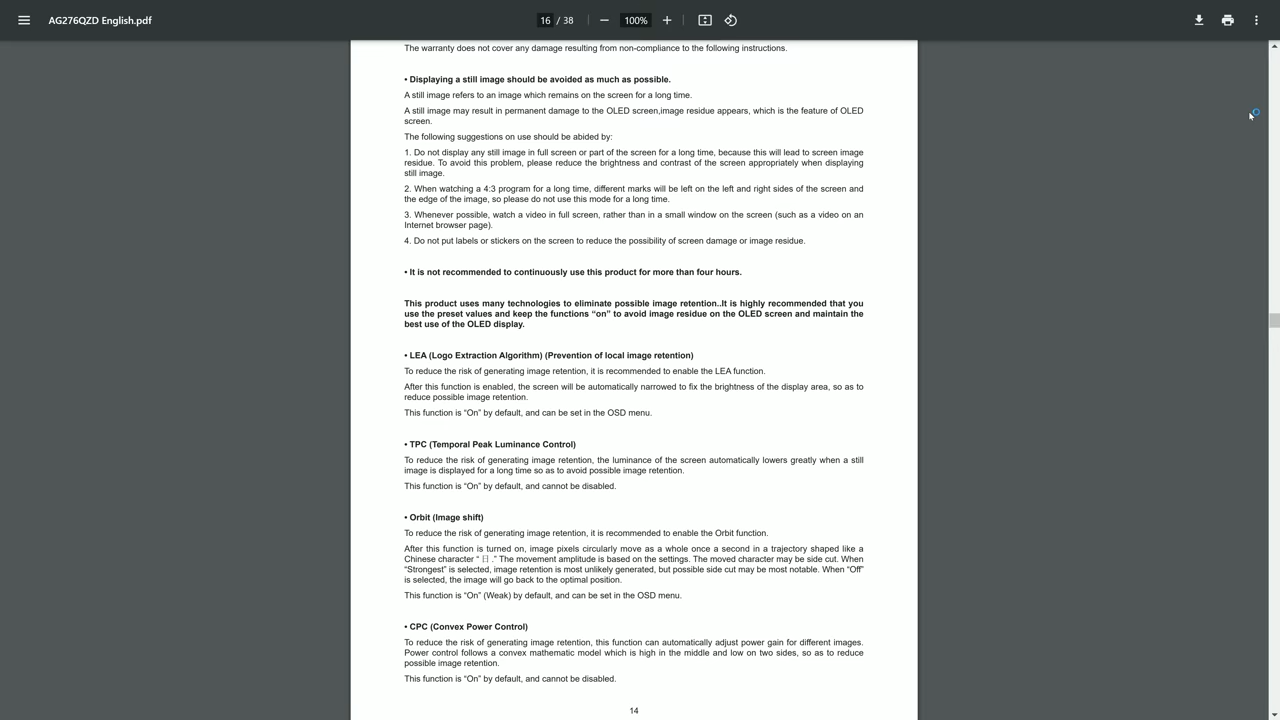 AG276QZD English.pdf
16 / 38
100%
The warranty does not cover any damage resulting from non-compliance to the following instructions.
• Displaying a still image should be avoided as much as possible.
A still image refers to an image which remains on the screen for a long time.
A still image may result in permanent damage to the OLED screen,image residue appears, which is the feature of OLED
screen.
The following suggestions on use should be abided by:
1. Do not display any still image in full screen or part of the screen for a long time, because this will lead to screen image
residue. To avoid this problem, please reduce the brightness and contrast of the screen appropriately when displaying
still image.
2. When watching a 4:3 program for a long time, different marks will be left on the left and right sides of the screen and
the edge of the image, so please do not use this mode for a long time.
3. Whenever possible, watch a video in full screen, rather than in a small window on the screen (such as a video on an
Internet browser page).
4. Do not put labels or stickers on the screen to reduce the possibility of screen damage or image residue.
• It is not recommended to continuously use this product for more than four hours.
This product uses many technologies to eliminate possible image retention..It is highly recommended that you
use the preset values and keep the functions “on” to avoid image residue on the OLED screen and maintain the
best use of the OLED display.
• LEA (Logo Extraction Algorithm) (Prevention of local image retention)
To reduce the risk of generating image retention, it is recommended to enable the LEA function.
After this function is enabled, the screen will be automatically narrowed to fix the brightness of the display area, so as to
reduce possible image retention.
This function is “On” by default, and can be set in the OSD menu.
• TPC (Temporal Peak Luminance Control)
To reduce the risk of generating image retention, the luminance of the screen automatically lowers greatly when a still
image is displayed for a long time so as to avoid possible image retention.
This function is “On” by default, and cannot be disabled.
• Orbit (Image shift)
To reduce the risk of generating image retention, it is recommended to enable the Orbit function.
After this function is turned on, image pixels circularly move as a whole once a second in a trajectory shaped like a
Chinese character “ 日 .” The movement amplitude is based on the settings. The moved character may be side cut. When
“Strongest” is selected, image retention is most unlikely generated, but possible side cut may be most notable. When “Off”
is selected, the image will go back to the optimal position.
This function is “On” (Weak) by default, and can be set in the OSD menu.
• CPC (Convex Power Control)
To reduce the risk of generating image retention, this function can automatically adjust power gain for different images.
Power control follows a convex mathematic model which is high in the middle and low on two sides, so as to reduce
possible image retention.
This function is “On” by default, and cannot be disabled.
14